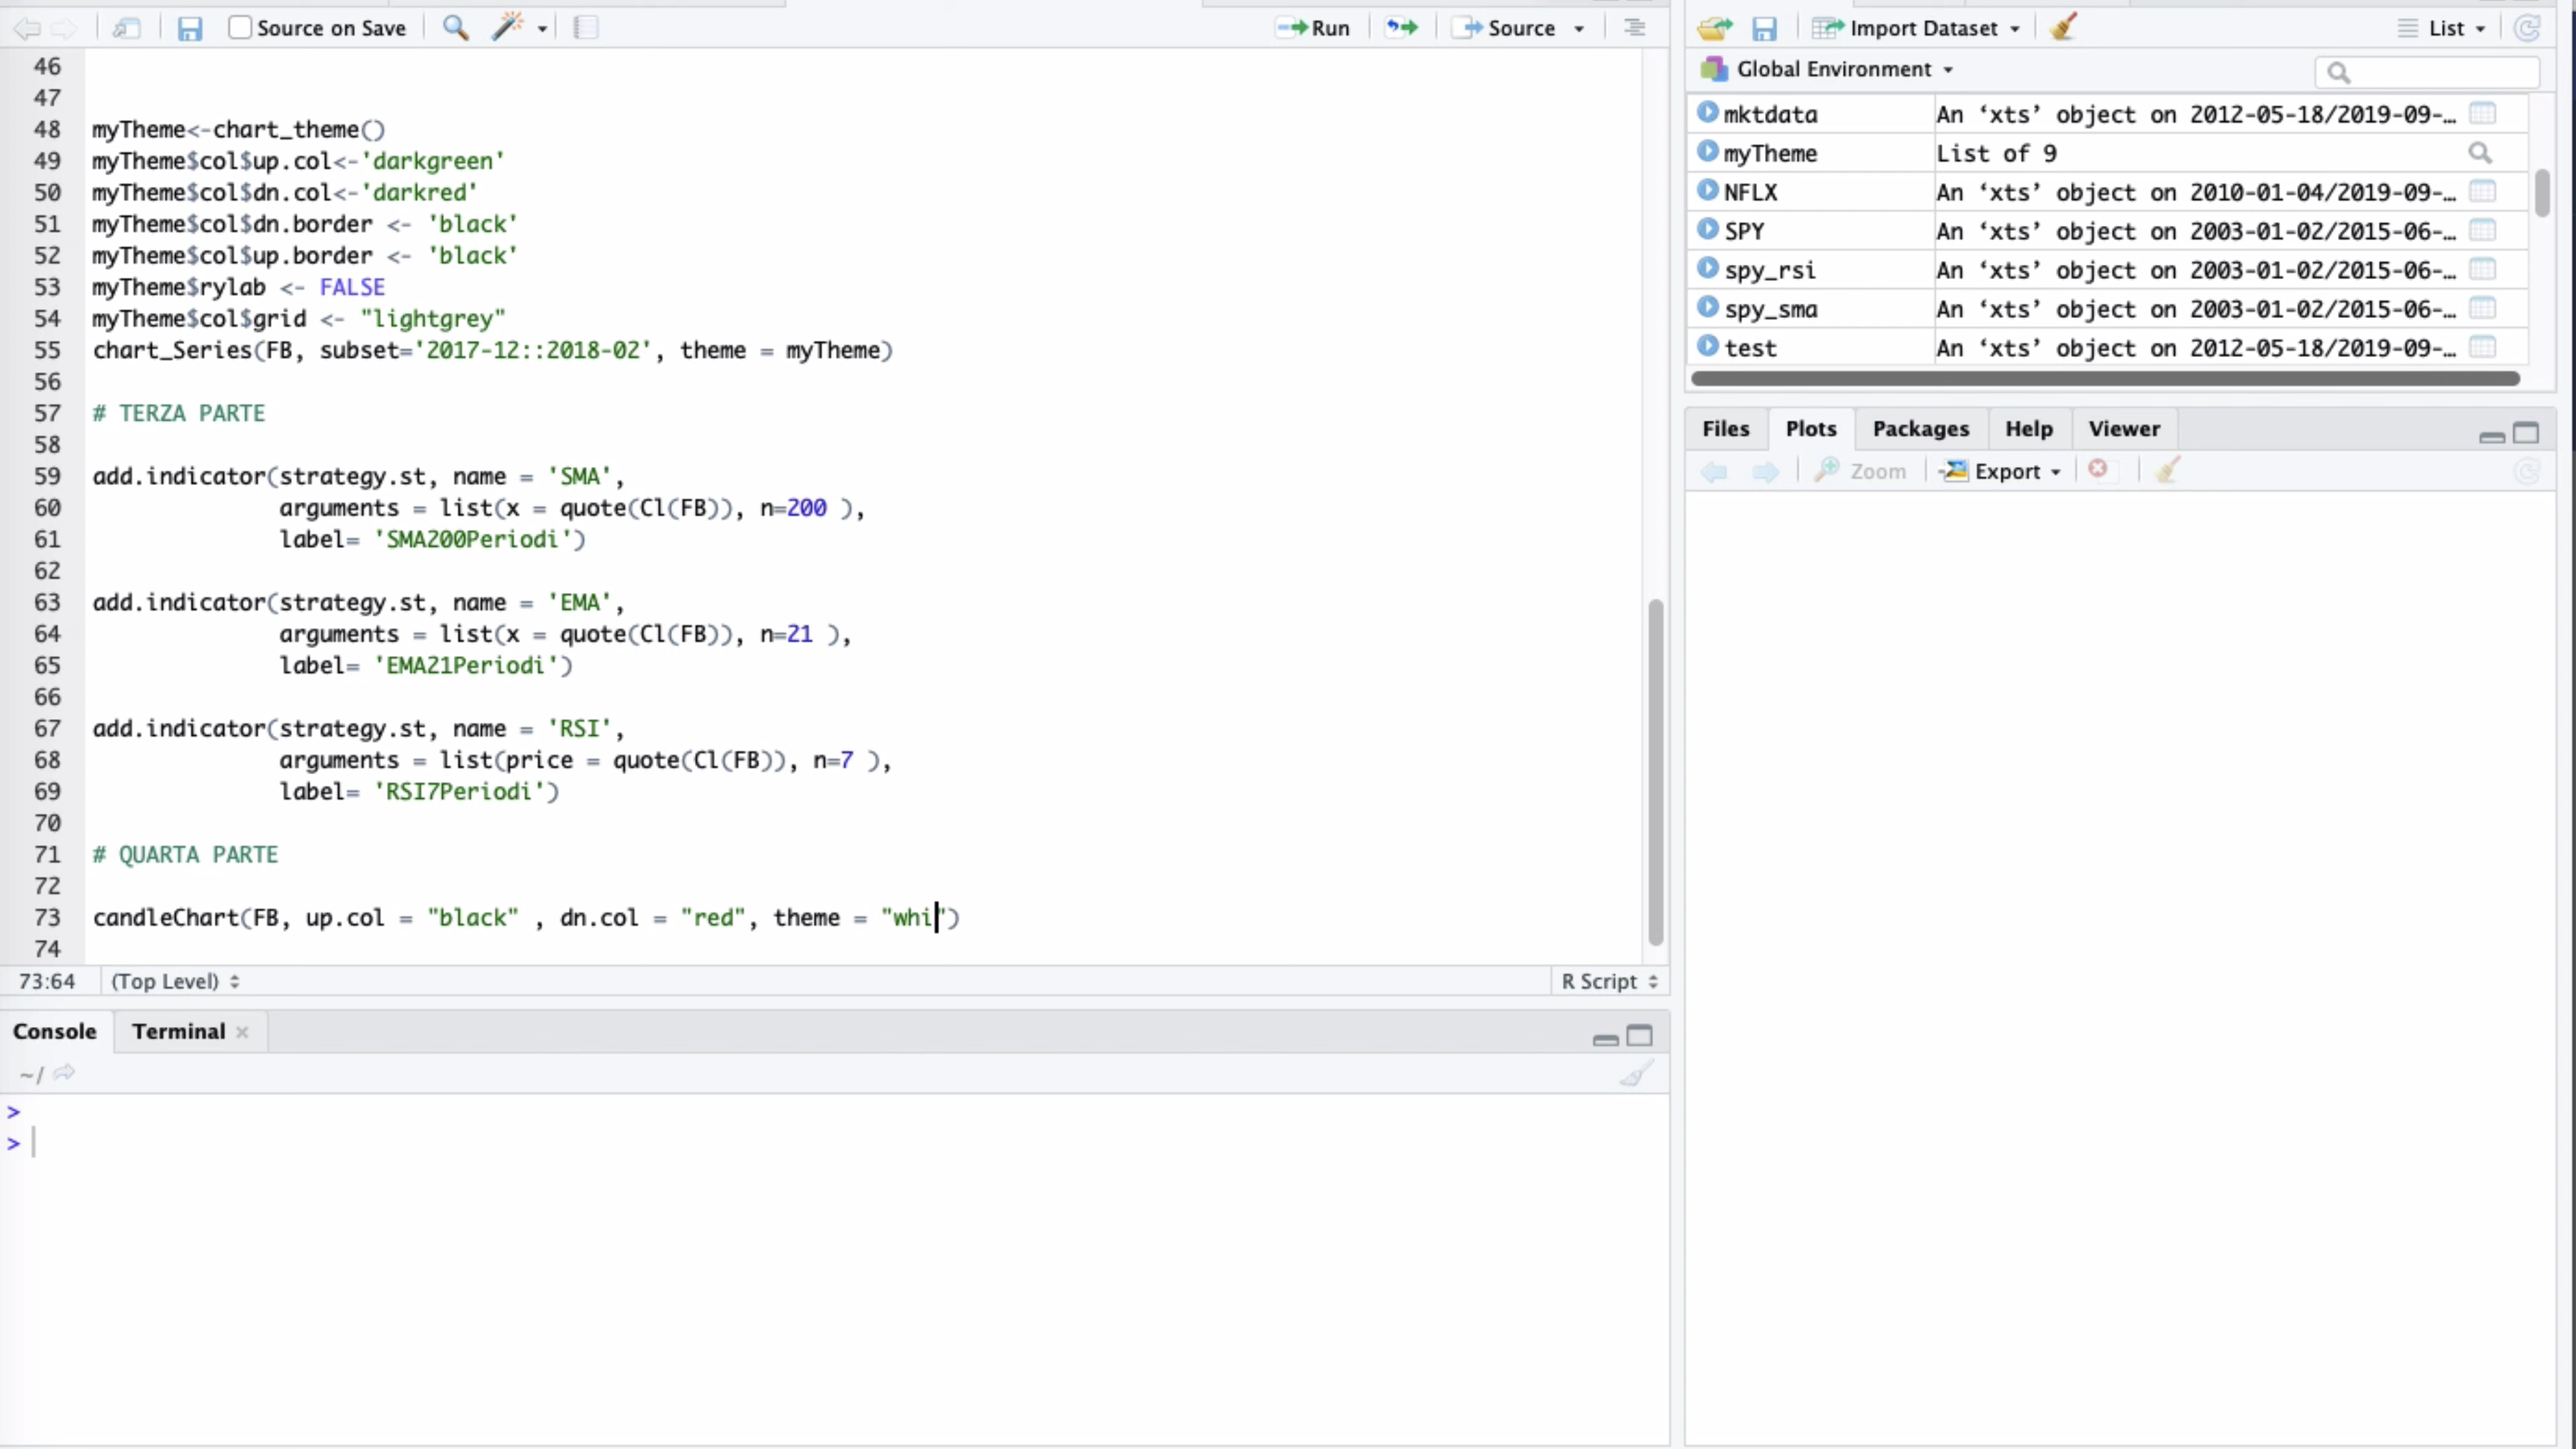 Source on Save
Run
Source
46
47
48 myTheme<-chart_theme()
49 myTheme$col$up.col<-'darkgreen'
50 myTheme$col$dn.col<-'darkred'
51 myTheme$col$dn.border <- 'black'
52 myTheme$col$up.border <- 'black'
53 myTheme$rylab <- FALSE
54 myTheme$col$grid <- "lightgrey"
55 chart_Series(FB, subset='2017-12::2018-02', theme = myTheme)
56
57 # TERZA PARTE
58
59 add.indicator(strategy.st, name = 'SMA',
60 arguments = list(x = quote(Cl(FB)), n=200 ),
61 label= 'SMA200Periodi')
62
63 add.indicator(strategy.st, name = 'EMA',
64 arguments = list(x = quote(Cl(FB)), n=21 ),
65 label= 'EMA21Periodi')
66
67 add.indicator(strategy.st, name = 'RSI',
68 arguments = list(price = quote(Cl(FB)), n=7 ),
69 label= 'RSI7Periodi')
70
71 # QUARTA PARTE
72
73 candleChart(FB, up.col = "black" , dn.col = "red", theme = "whi")
74
73:64 (Top Level) R Script
Console Terminal
~/
>
>
Import Dataset List
Global Environment
mktdata An ‘xts’ object on 2012-05-18/2019-09-…
myTheme List of 9
NFLX An ‘xts’ object on 2010-01-04/2019-09-…
SPY An ‘xts’ object on 2003-01-02/2015-06-…
spy_rsi An ‘xts’ object on 2003-01-02/2015-06-…
spy_sma An ‘xts’ object on 2003-01-02/2015-06-…
test An ‘xts’ object on 2012-05-18/2019-09-…
Files Plots Packages Help Viewer
Zoom Export